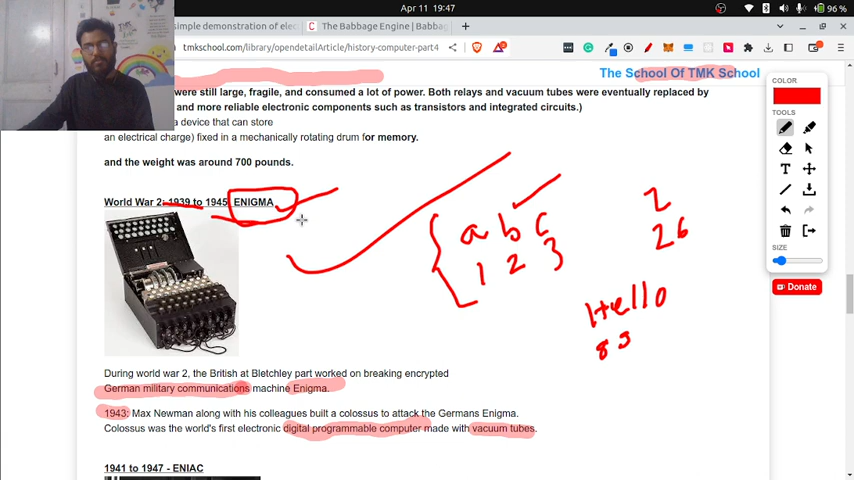 Apr 11 19:47
96 %
simple demonstration of elec
The Babbage Engine | Babbag
tmkschool.com/library/opendetailArticle/history-computer-part4
The School Of TMK School
were still large, fragile, and consumed a lot of power. Both relays and vacuum tubes were eventually replaced by
and more reliable electronic components such as transistors and integrated circuits.)
a device that can store
an electrical charge) fixed in a mechanically rotating drum for memory.
and the weight was around 700 pounds.
World War 2: 1939 to 1945: ENIGMA
a b c
1 2 3
Z
26
Hello
8
During world war 2, the British at Bletchley part worked on breaking encrypted
German military communications machine Enigma.
1943: Max Newman along with his colleagues built a colossus to attack the Germans Enigma.
Colossus was the world's first electronic digital programmable computer made with vacuum tubes.
1941 to 1947 - ENIAC
COLOR
TOOLS
T
SIZE
Donate